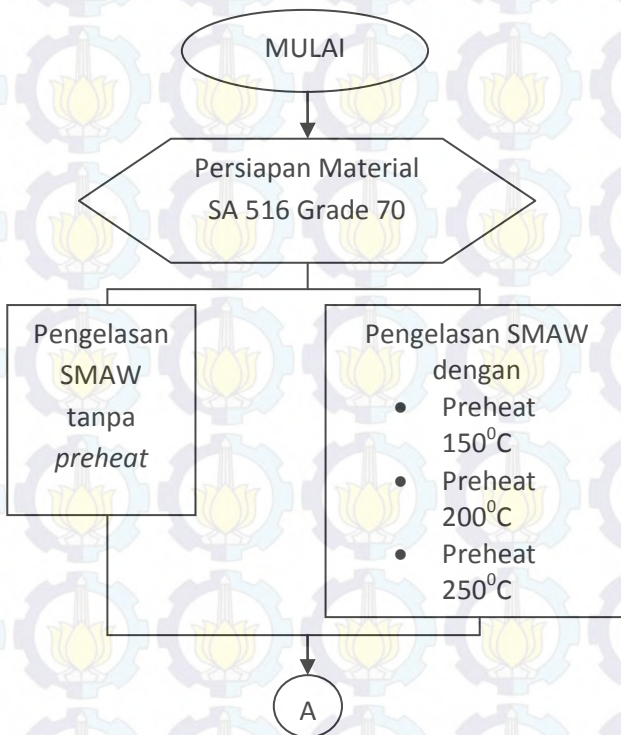 MULAI
Persiapan Material
SA 516 Grade 70
Pengelasan
SMAW
tanpa
preheat
Pengelasan SMAW
dengan
• Preheat
150⁰C
• Preheat
200⁰C
• Preheat
250⁰C
A